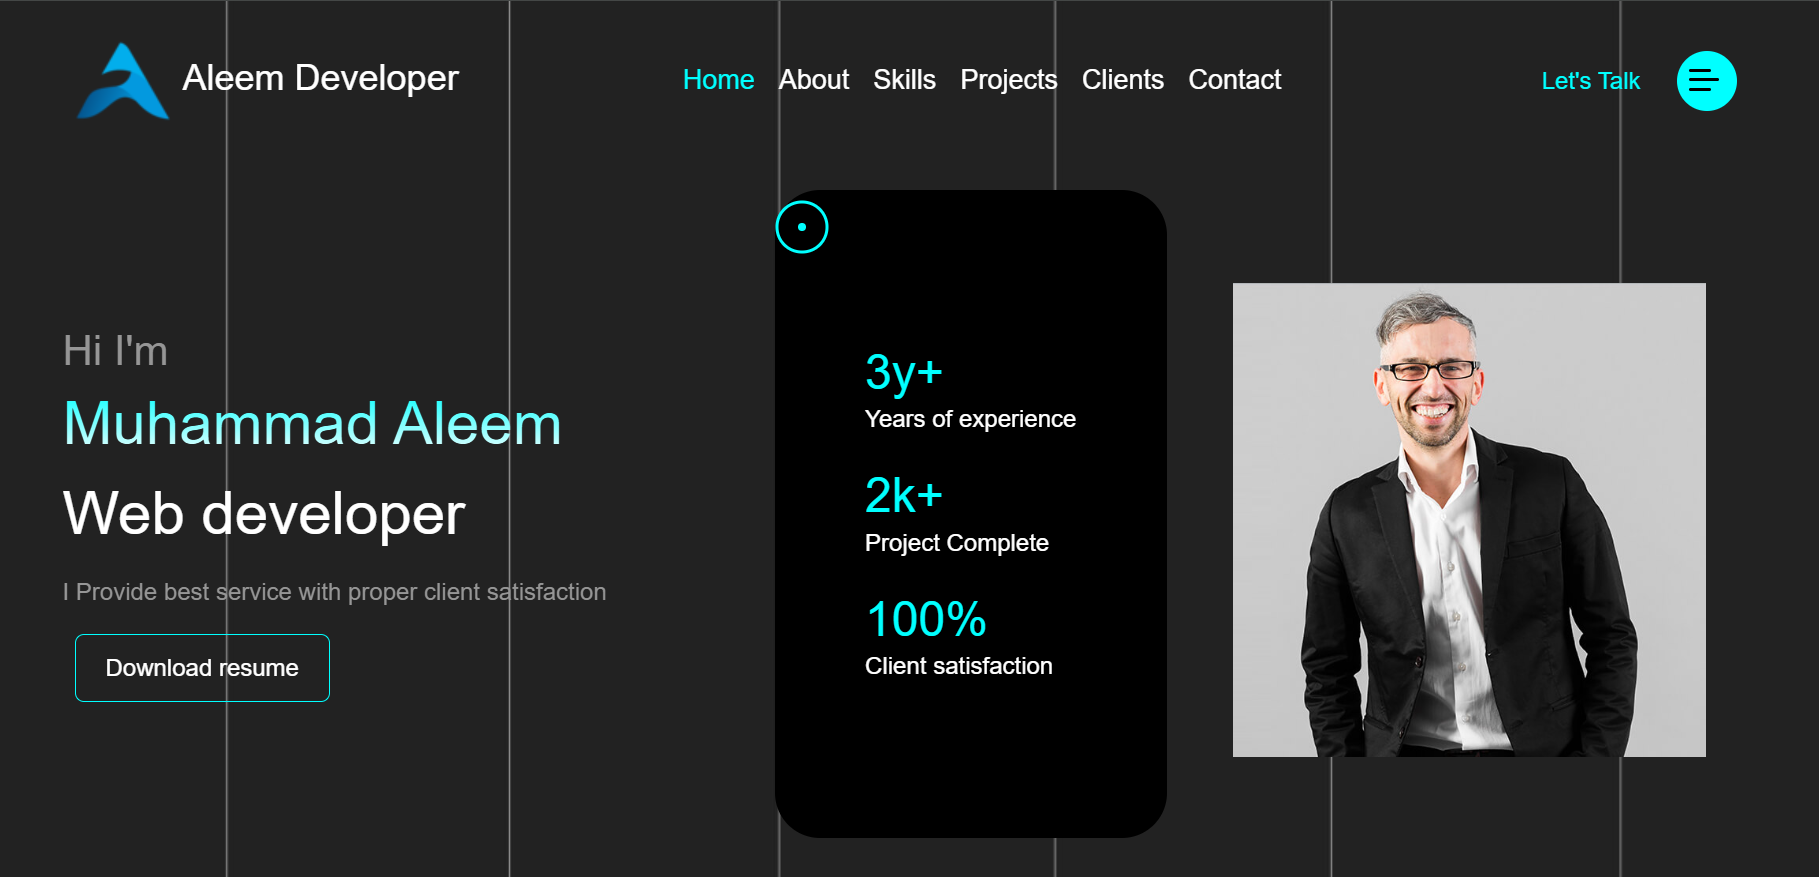 Aleem Developer
Home About Skills Projects Clients Contact
Let's Talk
Hi I'm
Muhammad Aleem
Web developer
I Provide best service with proper client satisfaction
Download resume
3y+
Years of experience
2k+
Project Complete
100%
Client satisfaction